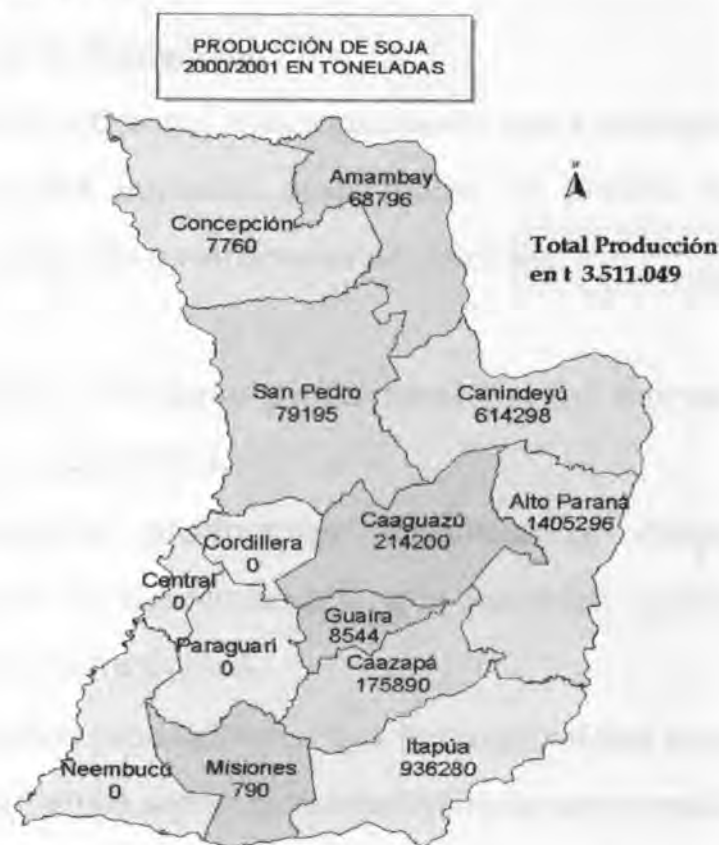 PRODUCCIÓN DE SOJA
2000/2001 EN TONELADAS
Amambay
68796
Concepción
7760
Total Producción
en t 3.511.049
San Pedro
79195
Canindeyú
614298
Alto Paraná
1405296
Caaguazú
214200
Cordillera
0
Central
0
Guaira
8544
Paraguari
0
Caazapá
175890
Itapúa
936280
Neembucú
0
Misiones
790